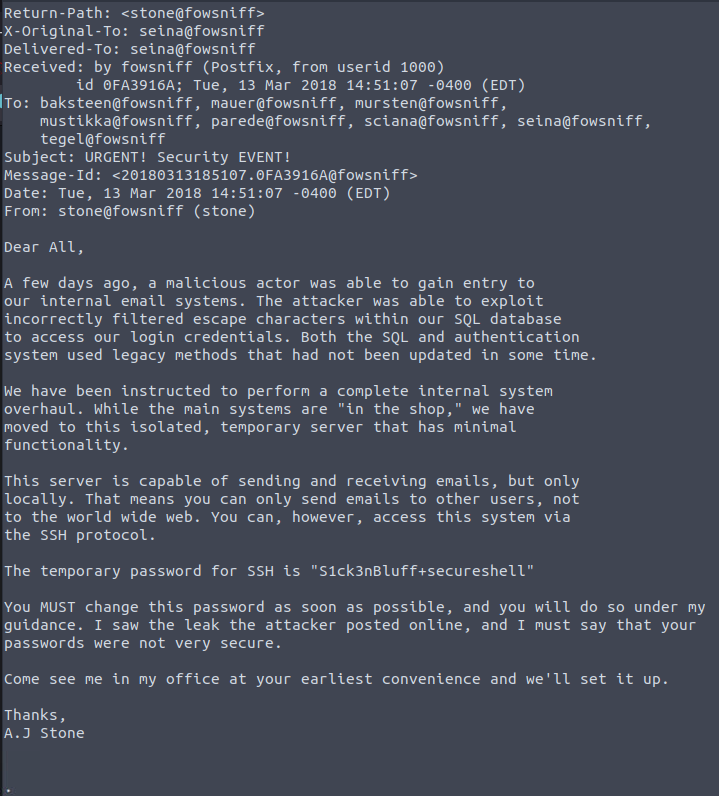 Return-Path: <stone@fowsniff>
X-Original-To: seina@fowsniff
Delivered-To: seina@fowsniff
Received: by fowsniff (Postfix, from userid 1000)
        id 0FA3916A; Tue, 13 Mar 2018 14:51:07 -0400 (EDT)
To: baksteen@fowsniff, mauer@fowsniff, mursten@fowsniff,
    mustikka@fowsniff, parede@fowsniff, sciana@fowsniff, seina@fowsniff,
    tegel@fowsniff
Subject: URGENT! Security EVENT!
Message-Id: <20180313185107.0FA3916A@fowsniff>
Date: Tue, 13 Mar 2018 14:51:07 -0400 (EDT)
From: stone@fowsniff (stone)

Dear All,

A few days ago, a malicious actor was able to gain entry to
our internal email systems. The attacker was able to exploit
incorrectly filtered escape characters within our SQL database
to access our login credentials. Both the SQL and authentication
system used legacy methods that had not been updated in some time.

We have been instructed to perform a complete internal system
overhaul. While the main systems are "in the shop," we have
moved to this isolated, temporary server that has minimal
functionality.

This server is capable of sending and receiving emails, but only
locally. That means you can only send emails to other users, not
to the world wide web. You can, however, access this system via
the SSH protocol.

The temporary password for SSH is "S1ck3nBluff+secureshell"

You MUST change this password as soon as possible, and you will do so under my
guidance. I saw the leak the attacker posted online, and I must say that your
passwords were not very secure.

Come see me in my office at your earliest convenience and we'll set it up.

Thanks,
A.J Stone

.